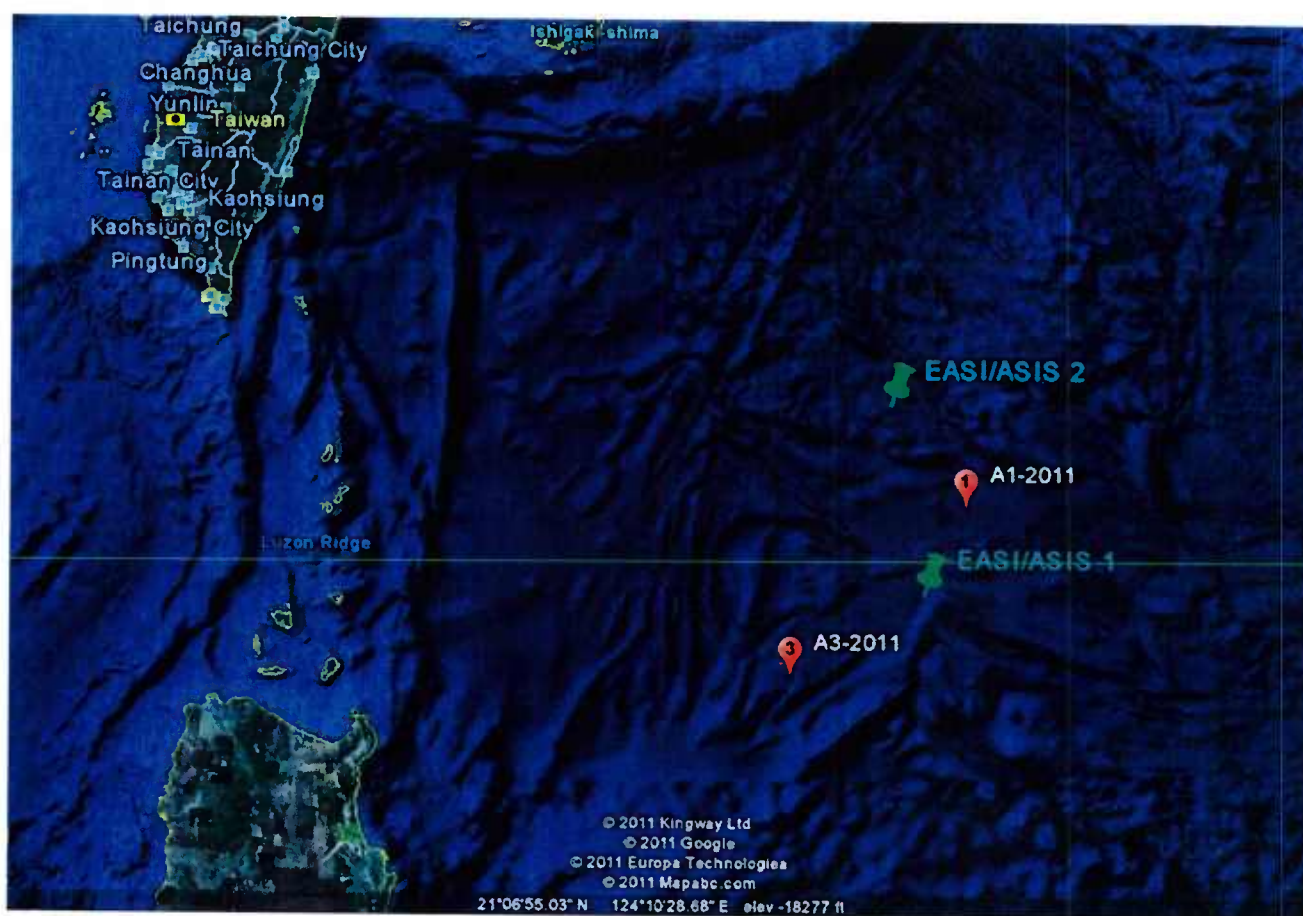 Taichung
Taichung City
Changhua
Yunlin
Taiwan
Tainan
Tainan City
Kaohsiung
Kaohsiung City
Pingtung
Ishigaki-shima
EASI/ASIS 2
1
A1-2011
Luzon Ridge
EASI/ASIS 1
3
A3-2011
© 2011 Kingway Ltd
© 2011 Google
© 2011 Europa Technologies
© 2011 Mapabc.com
21°06'55.03" N 124°10'28.68" E elev -18277 ft